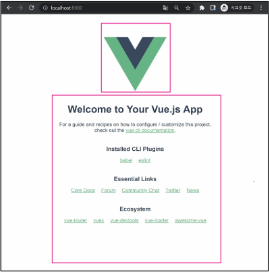 localhost:8080
Welcome to Your Vue.js App
For a guide and recipes on how to configure / customize this project,
check out the vue-cli documentation.
Installed CLI Plugins
babel eslint
Essential Links
Core Docs Forum Community Chat Twitter News
Ecosystem
vue-router vuex vue-devtools vue-loader awesome-vue